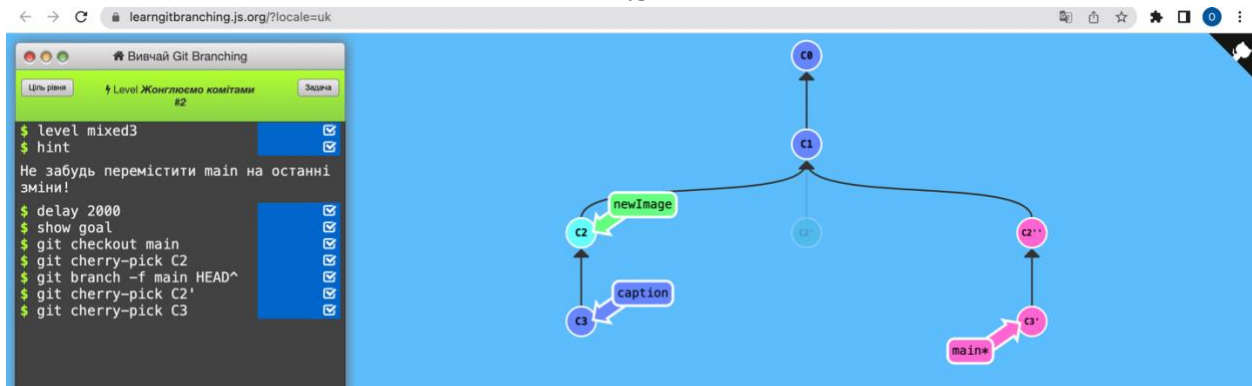 learngitbranching.js.org/?locale=uk
O
Вивчай Git Branching
Ціль рівня
Level Жонглюємо комітами
#2
Задача
$ level mixed3
$ hint
Не забудь перемістити main на останні
зміни!
$ delay 2000
$ show goal
$ git checkout main
$ git cherry-pick C2
$ git branch -f main HEAD^
$ git cherry-pick C2'
$ git cherry-pick C3
C0
C1
newImage
C2
C2'
C2''
caption
C3
C3'
main*